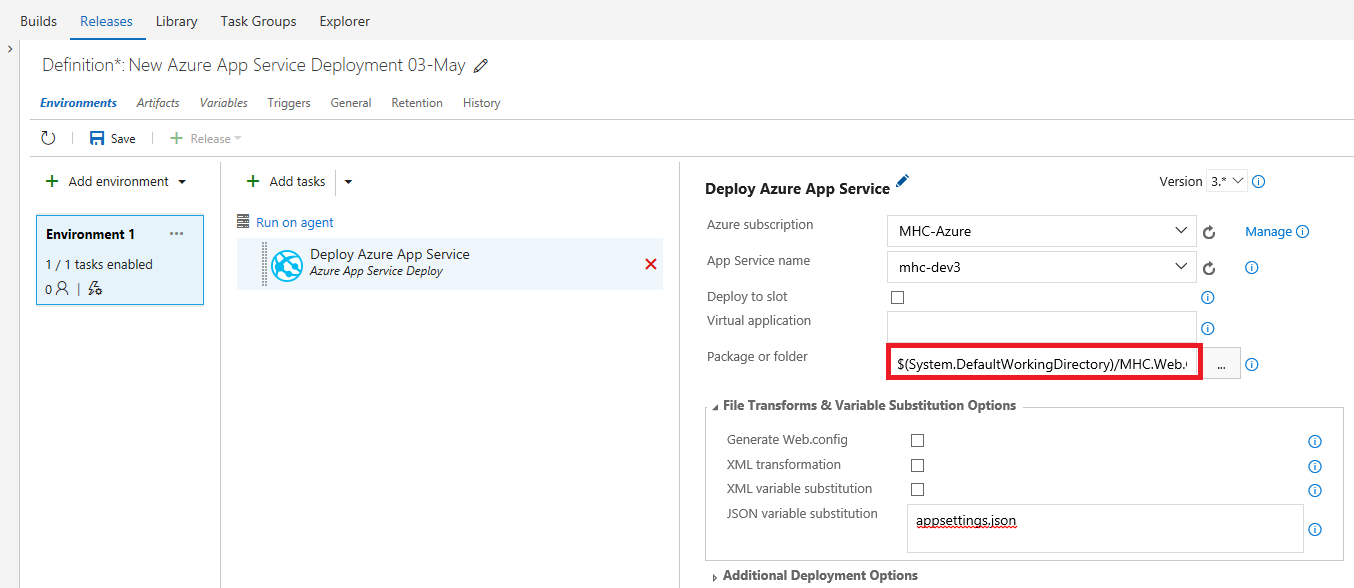 Builds Releases Library Task Groups Explorer
Definition*: New Azure App Service Deployment 03-May
Environments Artifacts Variables Triggers General Retention History
Save Release
Add environment
Environment 1
1 / 1 tasks enabled
0
Add tasks
Run on agent
Deploy Azure App Service
Azure App Service Deploy
Deploy Azure App Service
Version 3.*
Azure subscription MHC-Azure Manage
App Service name mhc-dev3
Deploy to slot
Virtual application
Package or folder $(System.DefaultWorkingDirectory)/MHC.Web. ...
File Transforms & Variable Substitution Options
Generate Web.config
XML transformation
XML variable substitution
JSON variable substitution appsettings.json
Additional Deployment Options